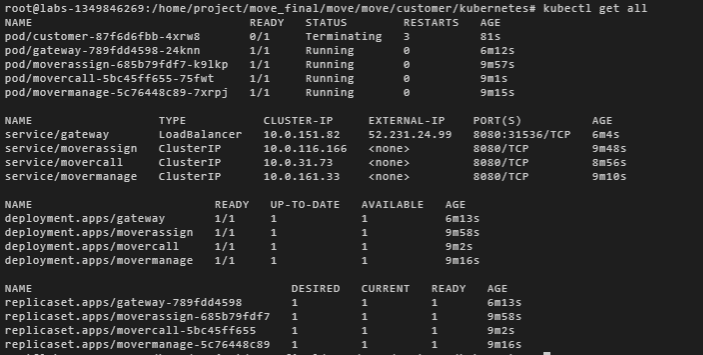 root@labs-1349846269:/home/project/move_final/move/move/customer/kubernetes# kubectl get all
NAME READY STATUS RESTARTS AGE
pod/customer-87f6d6fbb-4xrw8 0/1 Terminating 3 81s
pod/gateway-789fdd4598-24knn 1/1 Running 0 6m12s
pod/moverassign-685b79fdf7-k9lkp 1/1 Running 0 9m57s
pod/movercall-5bc45ff655-75fwt 1/1 Running 0 9m1s
pod/movermanage-5c76448c89-7xrpj 1/1 Running 0 9m15s
NAME TYPE CLUSTER-IP EXTERNAL-IP PORT(S) AGE
service/gateway LoadBalancer 10.0.151.82 52.231.24.99 8080:31536/TCP 6m4s
service/moverassign ClusterIP 10.0.116.166 <none> 8080/TCP 9m48s
service/movercall ClusterIP 10.0.31.73 <none> 8080/TCP 8m56s
service/movermanage ClusterIP 10.0.161.33 <none> 8080/TCP 9m10s
NAME READY UP-TO-DATE AVAILABLE AGE
deployment.apps/gateway 1/1 1 1 6m13s
deployment.apps/moverassign 1/1 1 1 9m58s
deployment.apps/movercall 1/1 1 1 9m2s
deployment.apps/movermanage 1/1 1 1 9m16s
NAME DESIRED CURRENT READY AGE
replicaset.apps/gateway-789fdd4598 1 1 1 6m13s
replicaset.apps/moverassign-685b79fdf7 1 1 1 9m58s
replicaset.apps/movercall-5bc45ff655 1 1 1 9m2s
replicaset.apps/movermanage-5c76448c89 1 1 1 9m16s